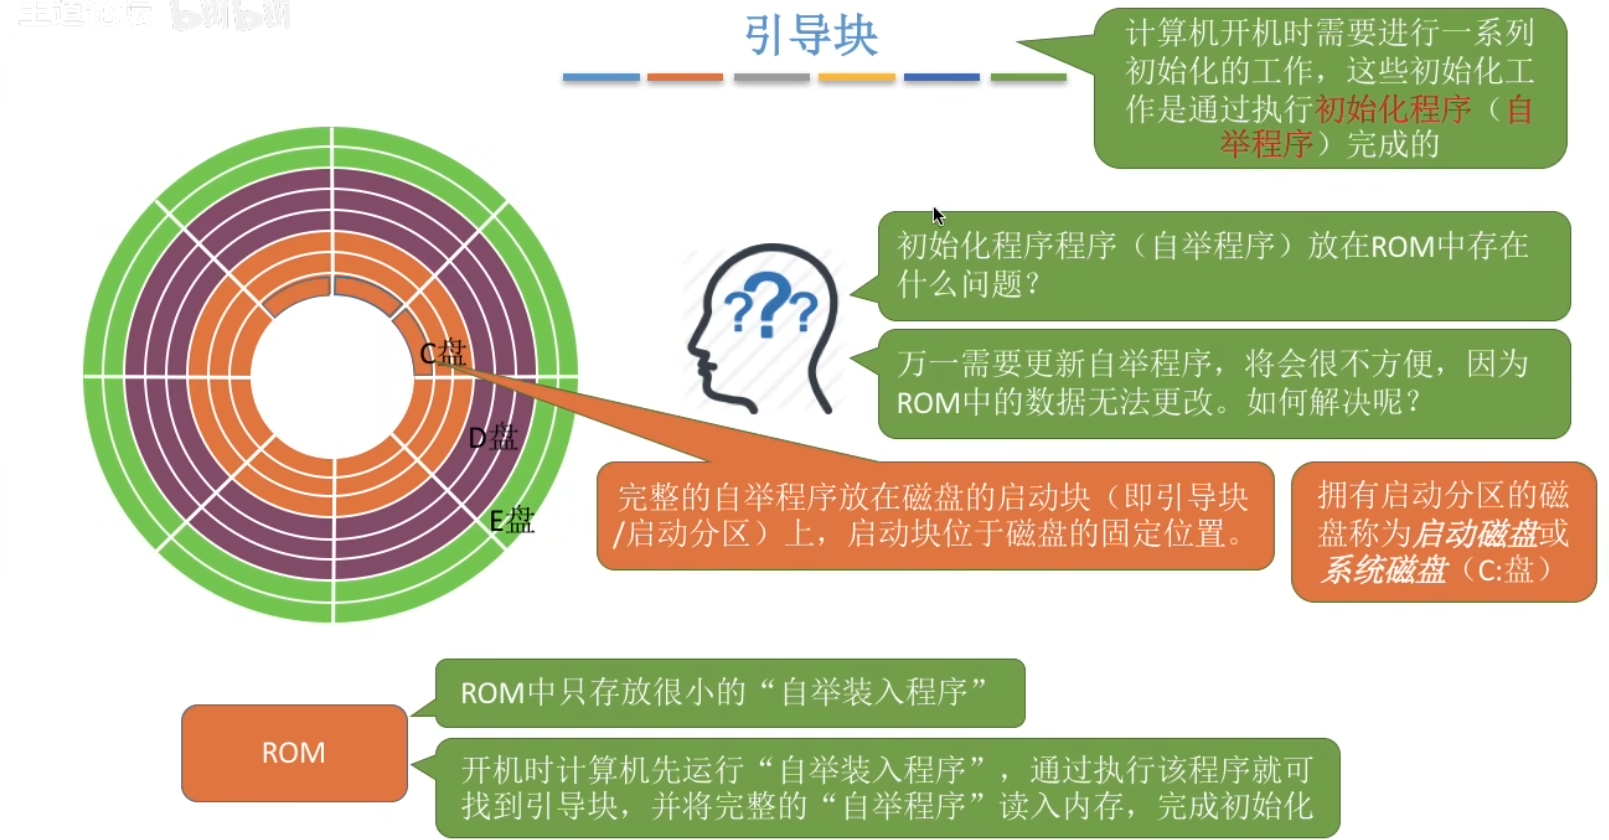 王道论坛 bilibili
引导块
计算机开机时需要进行一系列
初始化的工作，这些初始化工
作是通过执行初始化程序（自
举程序）完成的
初始化程序程序（自举程序）放在ROM中存在
什么问题？
???
万一需要更新自举程序，将会很不方便，因为
ROM中的数据无法更改。如何解决呢？
C盘
D盘
E盘
完整的自举程序放在磁盘的启动块（即引导块
/启动分区）上，启动块位于磁盘的固定位置。
拥有启动分区的磁
盘称为启动磁盘或
系统磁盘（C:盘）
ROM
ROM中只存放很小的“自举装入程序”
开机时计算机先运行“自举装入程序”，通过执行该程序就可
找到引导块，并将完整的“自举程序”读入内存，完成初始化